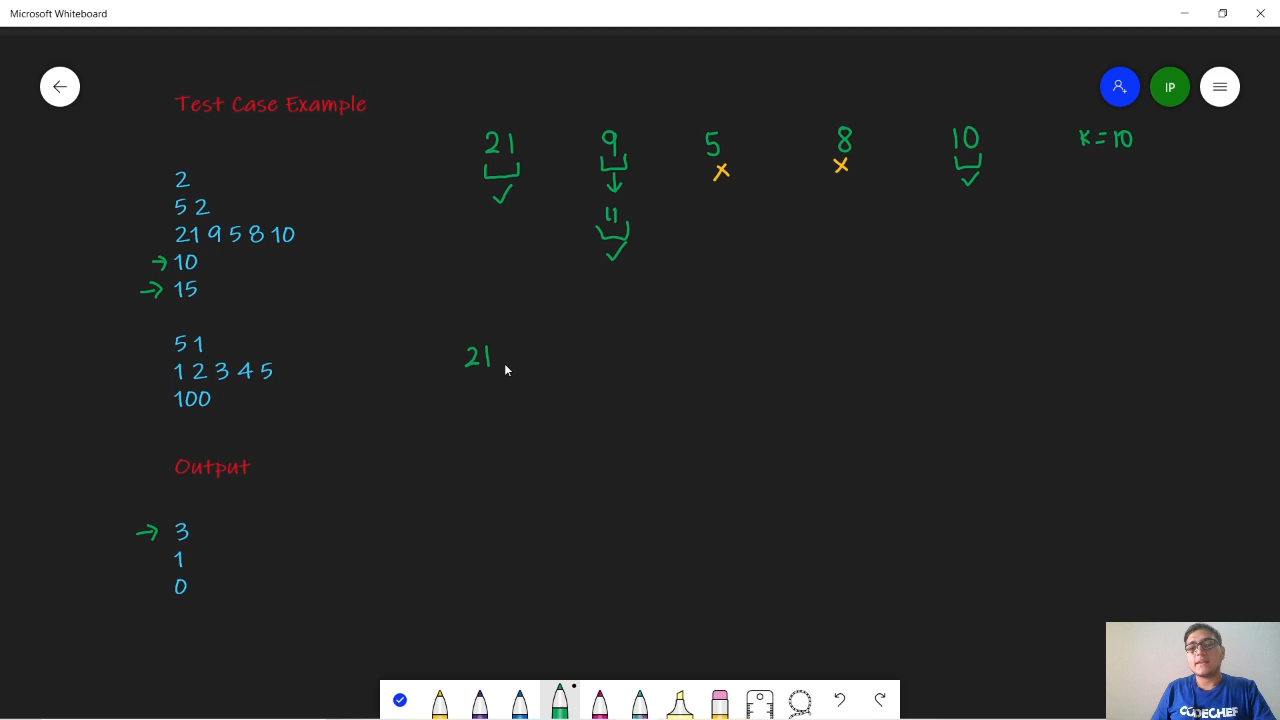 Microsoft Whiteboard
IP
Test Case Example
21 9 5 8 10 K = 10
x x
11
2
5 2
21 9 5 8 10
→ 10
→ 15
5 1
1 2 3 4 5
100
21
Output
→ 3
1
0
CODECHEF